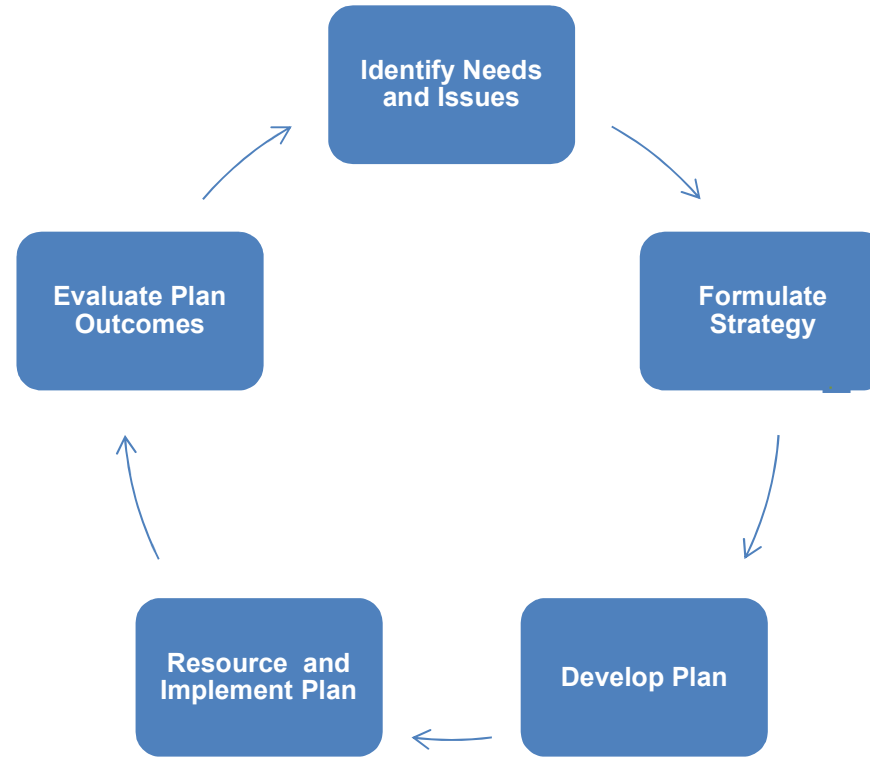 Identify Needs
and Issues
Formulate
Strategy
Develop Plan
Resource  and
Implement Plan
Evaluate Plan
Outcomes